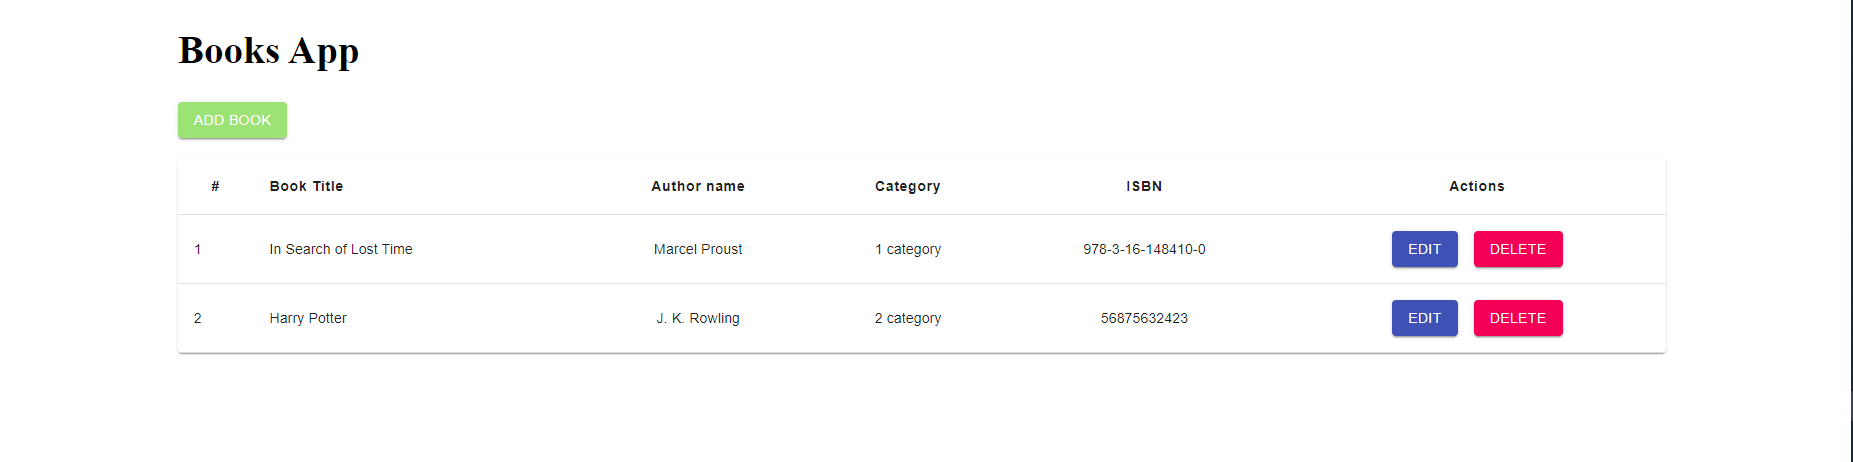 Books App
ADD BOOK
# Book Title Author name Category ISBN Actions
1 In Search of Lost Time Marcel Proust 1 category 978-3-16-148410-0 EDIT DELETE
2 Harry Potter J. K. Rowling 2 category 56875632423 EDIT DELETE